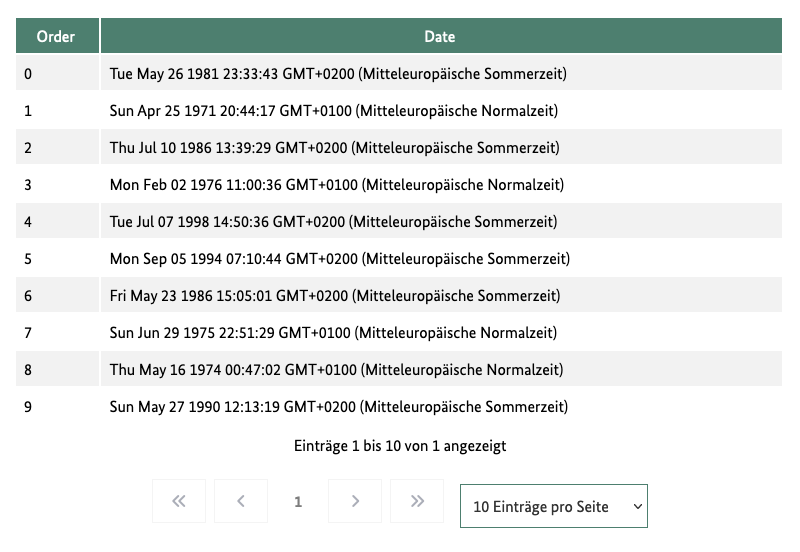 Order Date
0 Tue May 26 1981 23:33:43 GMT+0200 (Mitteleuropäische Sommerzeit)
1 Sun Apr 25 1971 20:44:17 GMT+0100 (Mitteleuropäische Normalzeit)
2 Thu Jul 10 1986 13:39:29 GMT+0200 (Mitteleuropäische Sommerzeit)
3 Mon Feb 02 1976 11:00:36 GMT+0100 (Mitteleuropäische Normalzeit)
4 Tue Jul 07 1998 14:50:36 GMT+0200 (Mitteleuropäische Sommerzeit)
5 Mon Sep 05 1994 07:10:44 GMT+0200 (Mitteleuropäische Sommerzeit)
6 Fri May 23 1986 15:05:01 GMT+0200 (Mitteleuropäische Sommerzeit)
7 Sun Jun 29 1975 22:51:29 GMT+0100 (Mitteleuropäische Normalzeit)
8 Thu May 16 1974 00:47:02 GMT+0100 (Mitteleuropäische Normalzeit)
9 Sun May 27 1990 12:13:19 GMT+0200 (Mitteleuropäische Sommerzeit)
Einträge 1 bis 10 von 1 angezeigt
« ‹ 1 › » 10 Einträge pro Seite